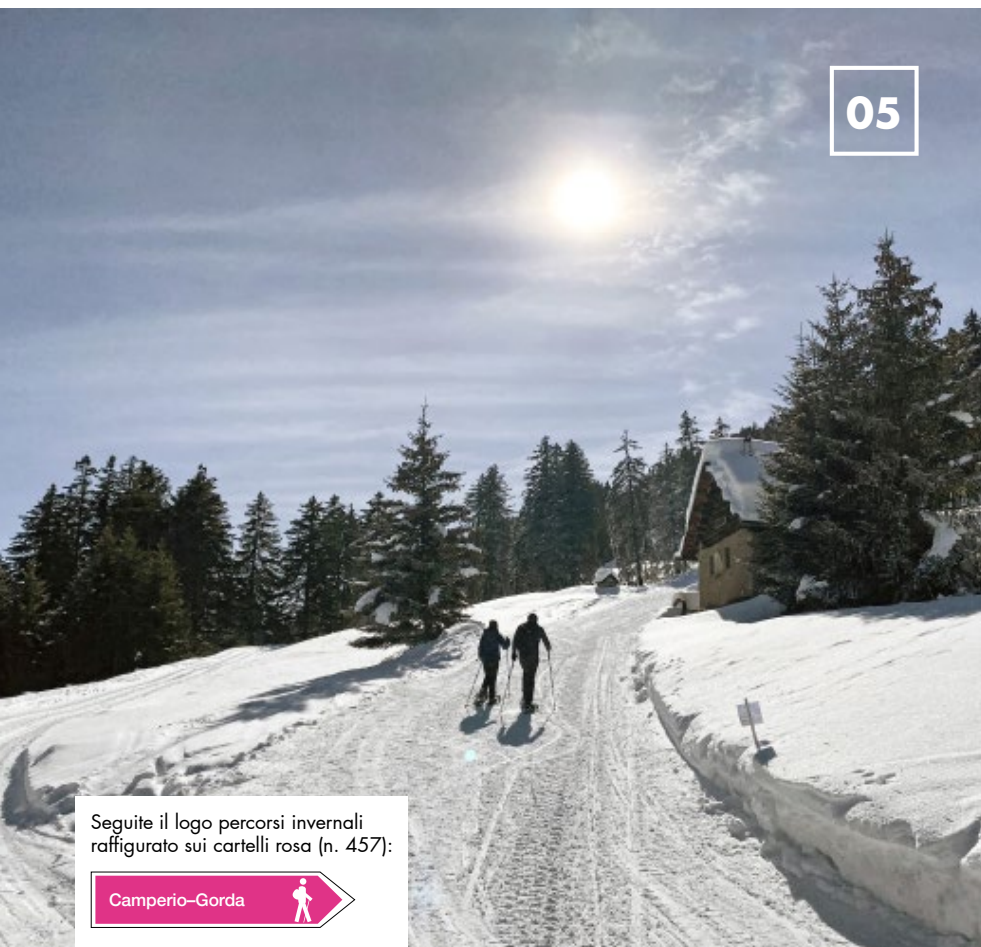 05
Seguite il logo percorsi invernali
raffigurato sui cartelli rosa (n. 457):
Camperio–Gorda